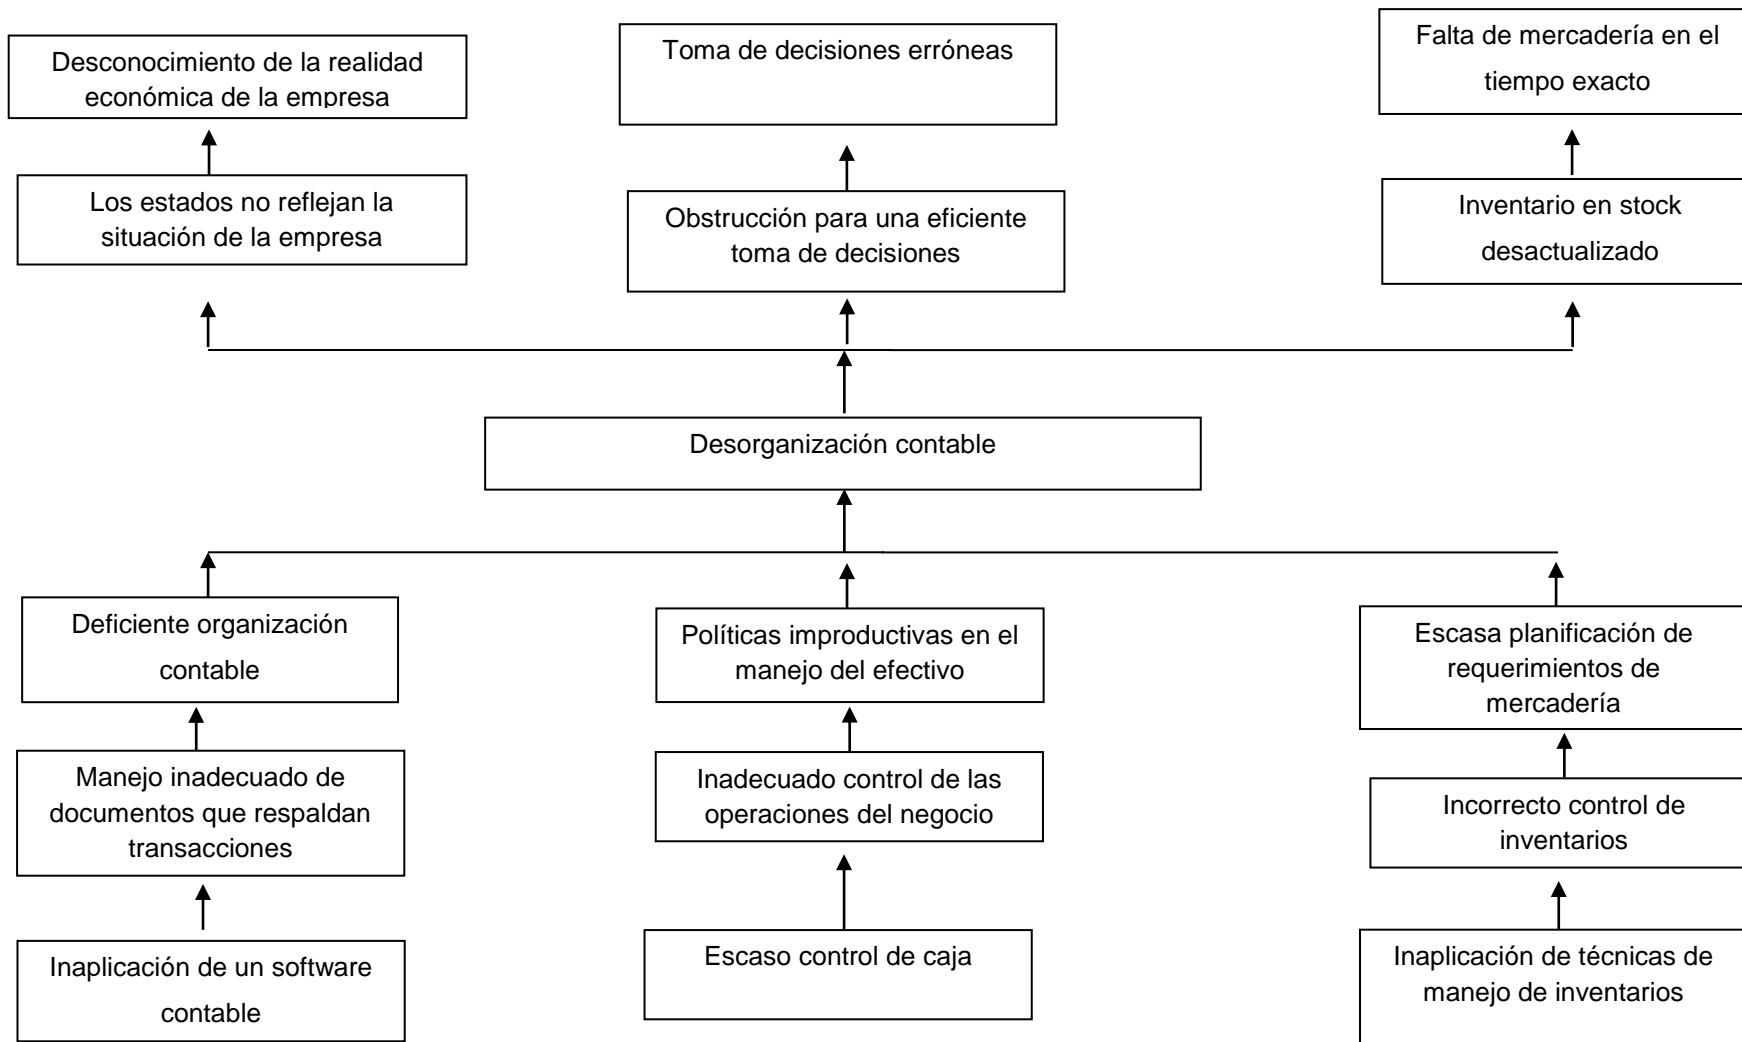 Desconocimiento de la realidad
económica de la empresa
Toma de decisiones erróneas
Falta de mercadería en el
tiempo exacto
Los estados no reflejan la
situación de la empresa
Obstrucción para una eficiente
toma de decisiones
Inventario en stock
desactualizado
Desorganización contable
Deficiente organización
contable
Políticas improductivas en el
manejo del efectivo
Escasa planificación de
requerimientos de
mercadería
Manejo inadecuado de
documentos que respaldan
transacciones
Inadecuado control de las
operaciones del negocio
Incorrecto control de
inventarios
Inaplicación de un software
contable
Escaso control de caja
Inaplicación de técnicas de
manejo de inventarios